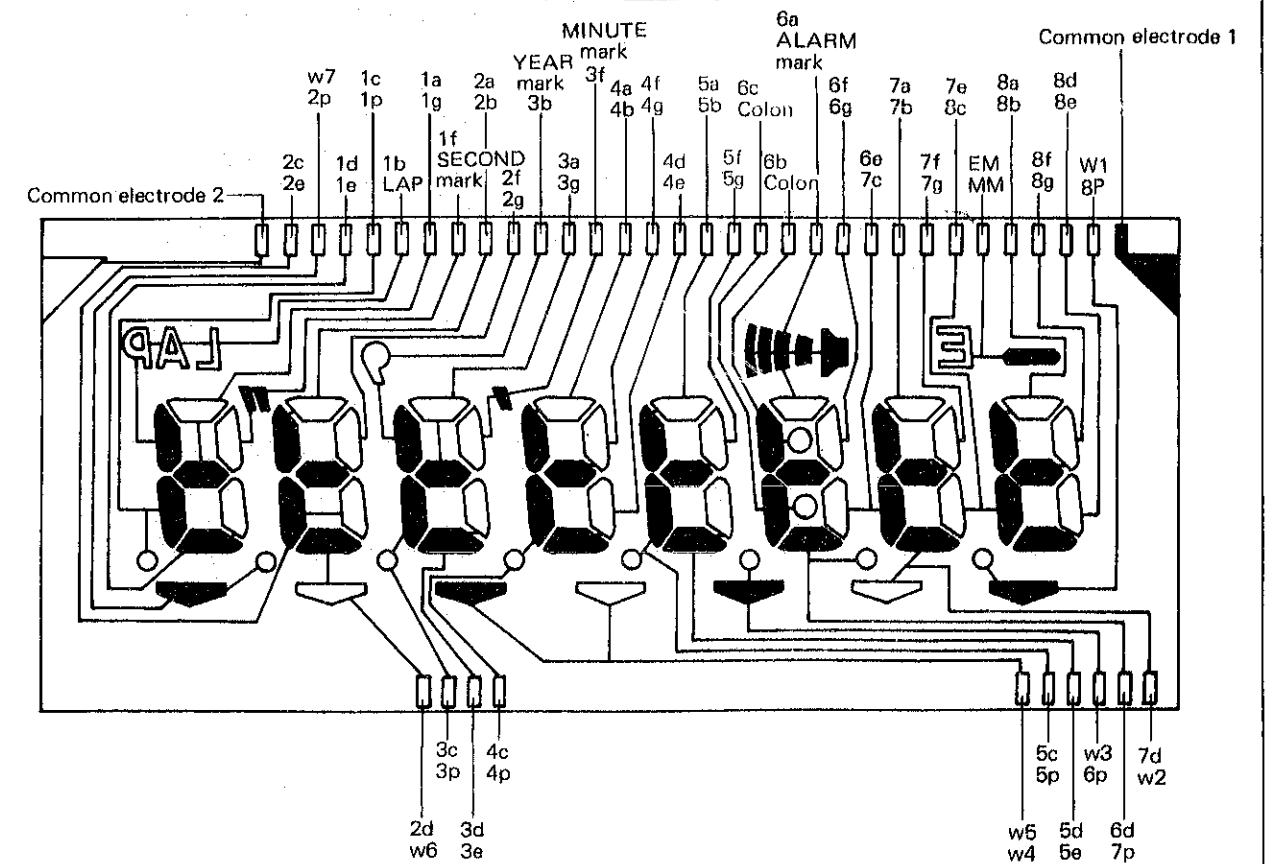 6a
ALARM
mark
MINUTE
mark
3f
Common electrode 1
YEAR
mark
3b
w7
2p
1c
1p
1a
1g
2a
2b
4a
4b
4f
4g
5a
5b
6c
Colon
6f
6g
7a
7b
7e
8c
8a
8b
8d
8e
2c
2e
1d
1e
1b
LAP
1f
SECOND
mark
2f
2g
3a
3g
4d
4e
5f
5g
6b
Colon
6e
7c
7f
7g
EM
MM
8f
8g
W1
8P
Common electrode 2
LAP
E
3c
3p
4c
4p
5c
5p
w3
6p
7d
w2
2d
w6
3d
3e
w5
w4
5d
5e
6d
7p